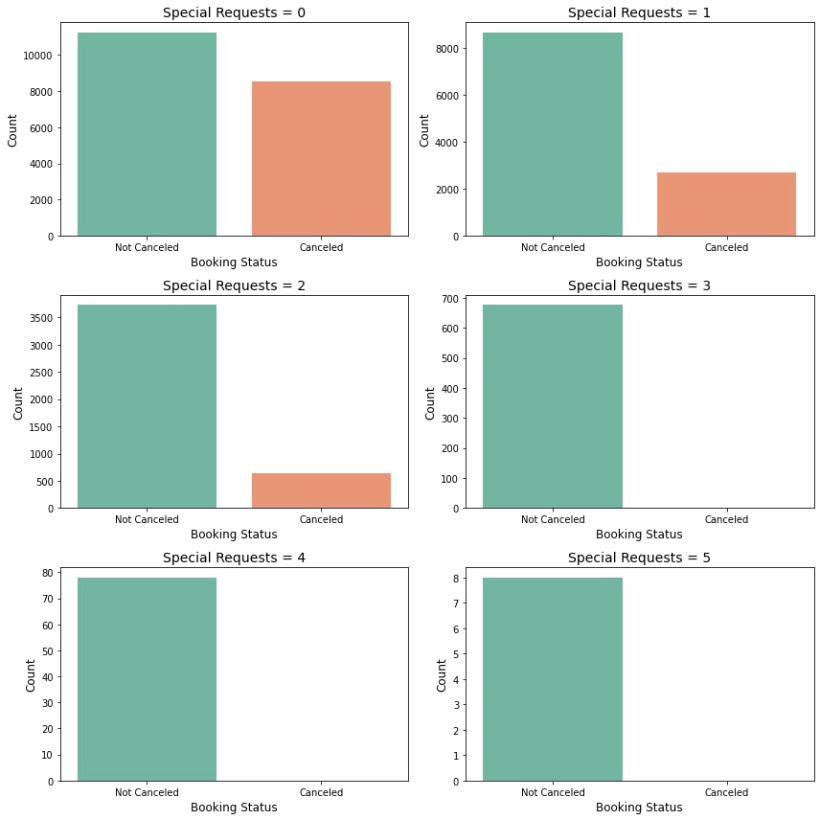 Special Requests = 0
Count
10000
8000
6000
4000
2000
0
Not Canceled
Canceled
Booking Status
Special Requests = 1
Count
8000
6000
4000
2000
0
Not Canceled
Canceled
Booking Status
Special Requests = 2
Count
3500
3000
2500
2000
1500
1000
500
0
Not Canceled
Canceled
Booking Status
Special Requests = 3
Count
700
600
500
400
300
200
100
0
Not Canceled
Canceled
Booking Status
Special Requests = 4
Count
80
70
60
50
40
30
20
10
0
Not Canceled
Canceled
Booking Status
Special Requests = 5
Count
8
7
6
5
4
3
2
1
0
Not Canceled
Canceled
Booking Status